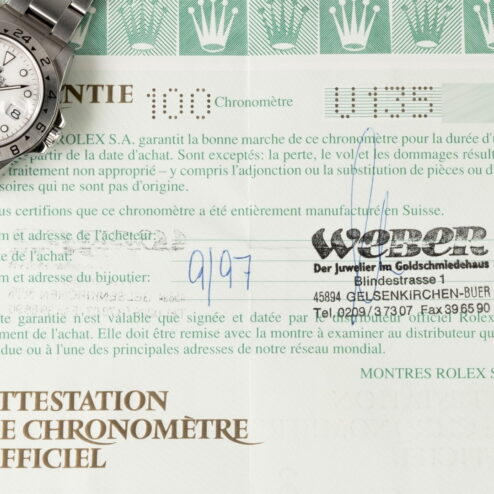 ANTIE 100 Chronomètre U135
ROLEX S.A. garantit la bonne marche de ce chronomètre pour la durée d'u
partir de la date d'achat. Sont exceptés: la perte, le vol et les dommages résult
traitement non approprié – y compris l'adjonction ou la substitution de pièces ou d
soires qui ne sont pas d'origine.
us certifions que ce chronomètre a été entièrement manufacturé en Suisse.
m et adresse de l'acheteur:
te de l'achat:
m et adresse du bijoutier:
9/97
WEBER
Der Juwelier im Goldschmiedehaus
Blindestrasse 1
45894 GELSENKIRCHEN-BUER
Tel. 0209/37307 Fax 396590
te garantie n'est valable que signée et datée par le distributeur officiel Rolex
ment de l'achat. Elle doit être remise avec la montre à examiner au distributeur qu
due ou à l'une des principales adresses de notre réseau mondial.
MONTRES ROLEX S
TTESTATION
E CHRONOMÈTRE
FFICIEL